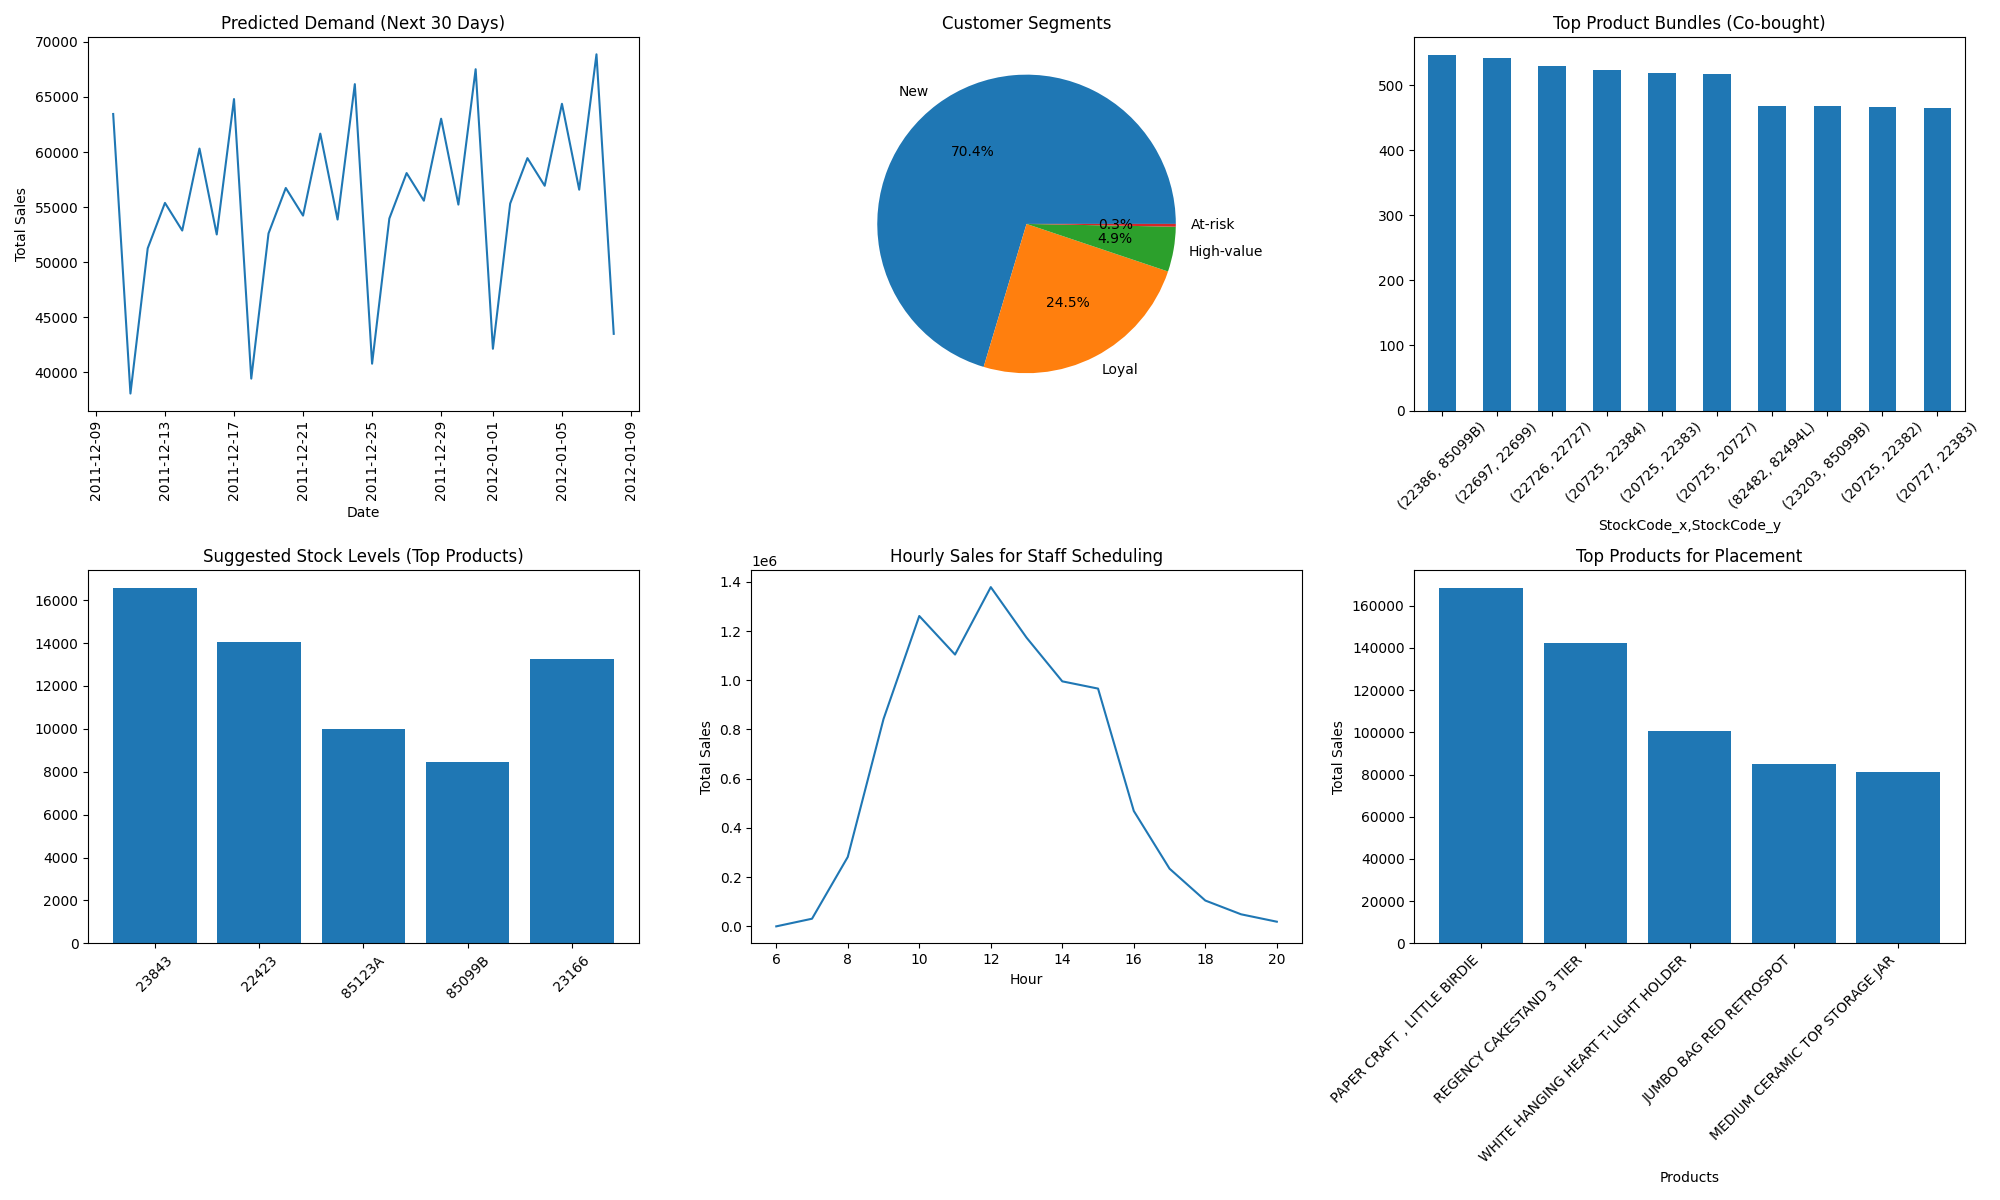 Predicted Demand (Next 30 Days)
70000
65000
60000
55000
50000
45000
40000
Total Sales
2011-12-09
2011-12-13
2011-12-17
2011-12-21
2011-12-25
2011-12-29
2012-01-01
2012-01-05
2012-01-09
Date
Customer Segments
New
70.4%
0.3%
At-risk
4.9%
High-value
24.5%
Loyal
Top Product Bundles (Co-bought)
500
400
300
200
100
0
(22386, 85099B)
(22697, 22699)
(22726, 22727)
(20725, 22384)
(20725, 22383)
(20725, 20727)
(82482, 82494L)
(23203, 85099B)
(20725, 22382)
(20727, 22383)
StockCode_x,StockCode_y
Suggested Stock Levels (Top Products)
16000
14000
12000
10000
8000
6000
4000
2000
0
23843
22423
85123A
85099B
23166
Hourly Sales for Staff Scheduling
1e6
1.4
1.2
1.0
0.8
0.6
0.4
0.2
0.0
Total Sales
6
8
10
12
14
16
18
20
Hour
Top Products for Placement
160000
140000
120000
100000
80000
60000
40000
20000
0
Total Sales
PAPER CRAFT , LITTLE BIRDIE
REGENCY CAKESTAND 3 TIER
WHITE HANGING HEART T-LIGHT HOLDER
JUMBO BAG RED RETROSPOT
MEDIUM CERAMIC TOP STORAGE JAR
Products